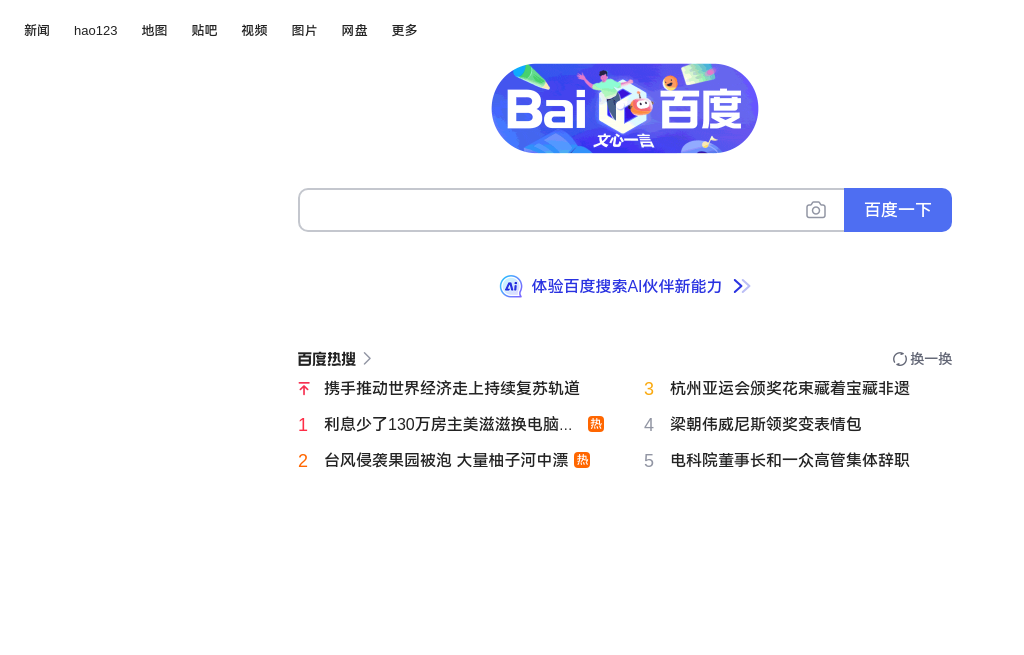 新闻 hao123 地图 贴吧 视频 图片 网盘 更多
Bai 百度
文心一言
百度一下
Ai 体验百度搜索AI伙伴新能力
百度热搜 换一换
携手推动世界经济走上持续复苏轨道
3 杭州亚运会颁奖花束藏着宝藏非遗
1 利息少了130万房主美滋滋换电脑... 热
4 梁朝伟威尼斯领奖变表情包
2 台风侵袭果园被泡 大量柚子河中漂 热
5 电科院董事长和一众高管集体辞职